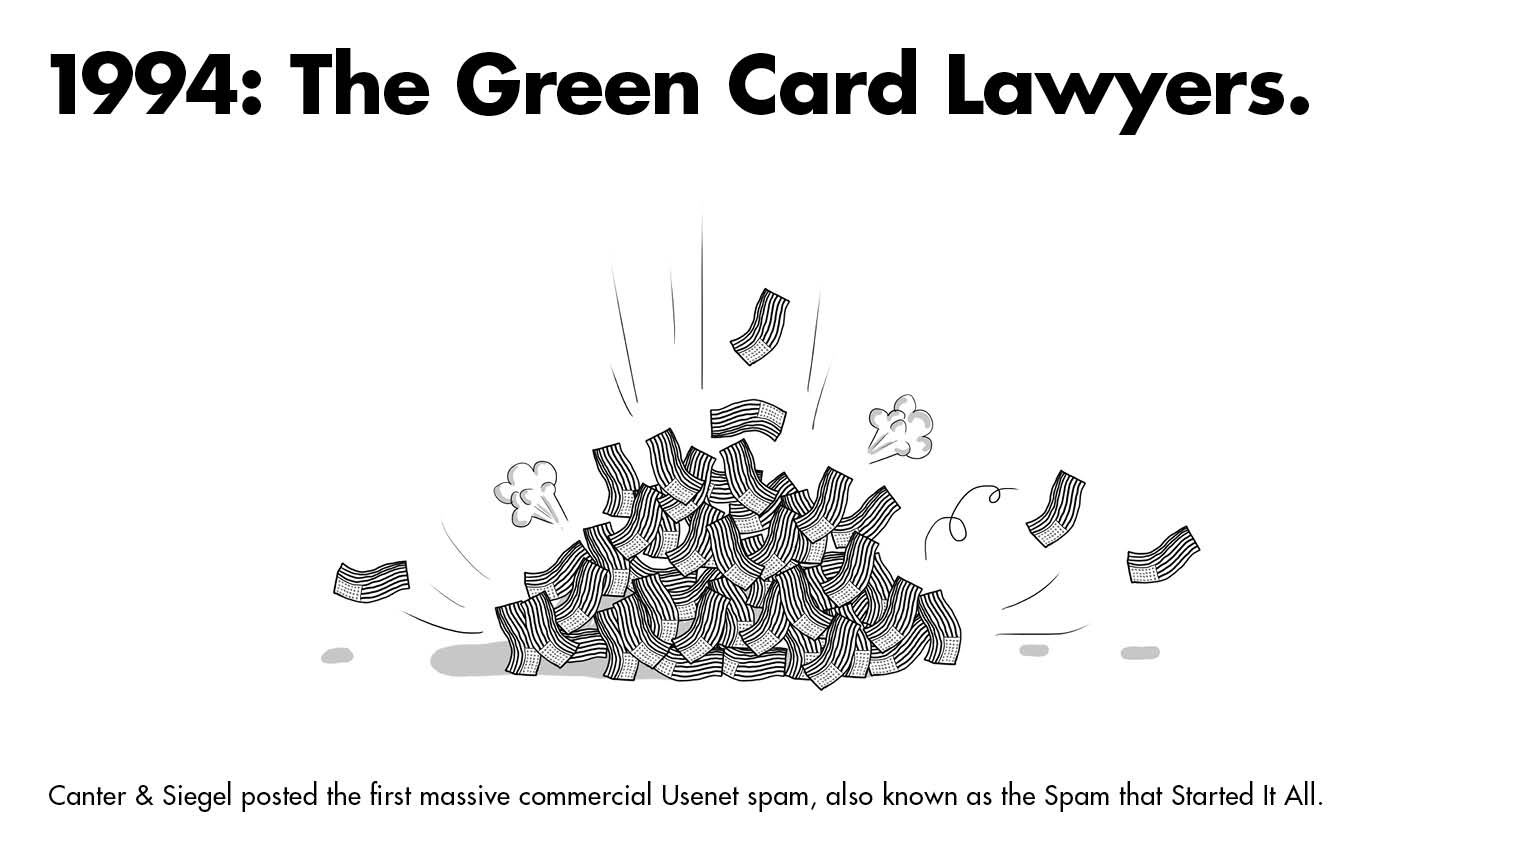 1994: The Green Card Lawyers.
Canter & Siegel posted the first massive commercial Usenet spam, also known as the Spam that Started It All.